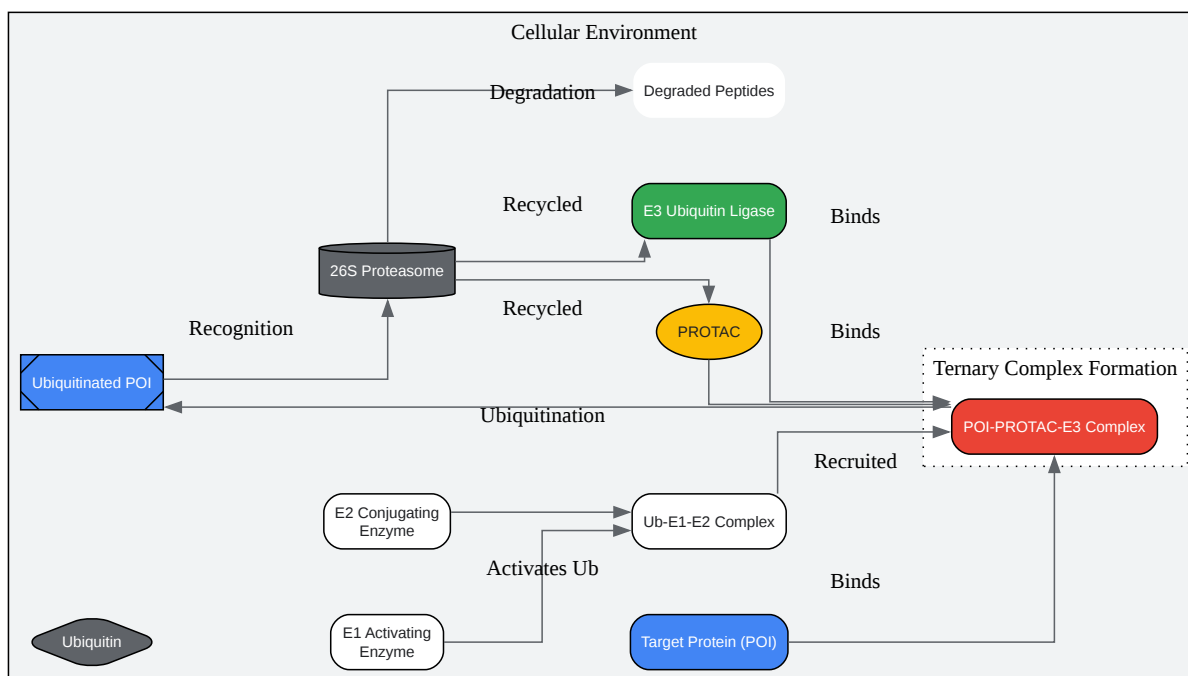 Cellular Environment
Degradation
Degraded Peptides
Recycled
E3 Ubiquitin Ligase
Binds
26S Proteasome
Recycled
Recognition
PROTAC
Binds
Ternary Complex Formation
Ubiquitinated POI
Ubiquitination
POI-PROTAC-E3 Complex
Recruited
E2 Conjugating
Enzyme
Ub-E1-E2 Complex
Activates Ub
Binds
Ubiquitin
E1 Activating
Enzyme
Target Protein (POI)